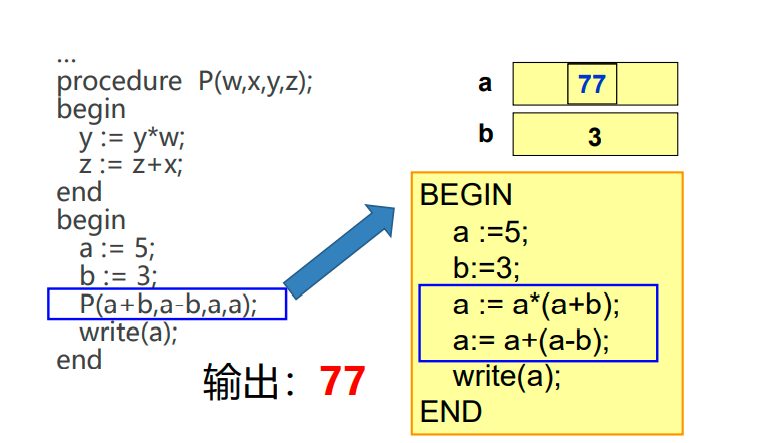 ...
procedure P(w,x,y,z);
begin
y := y*w;
z := z+x;
end
begin
a := 5;
b := 3;
P(a+b,a-b,a,a);
write(a);
end
输出：77
a 77
b 3
BEGIN
a :=5;
b:=3;
a := a*(a+b);
a:= a+(a-b);
write(a);
END